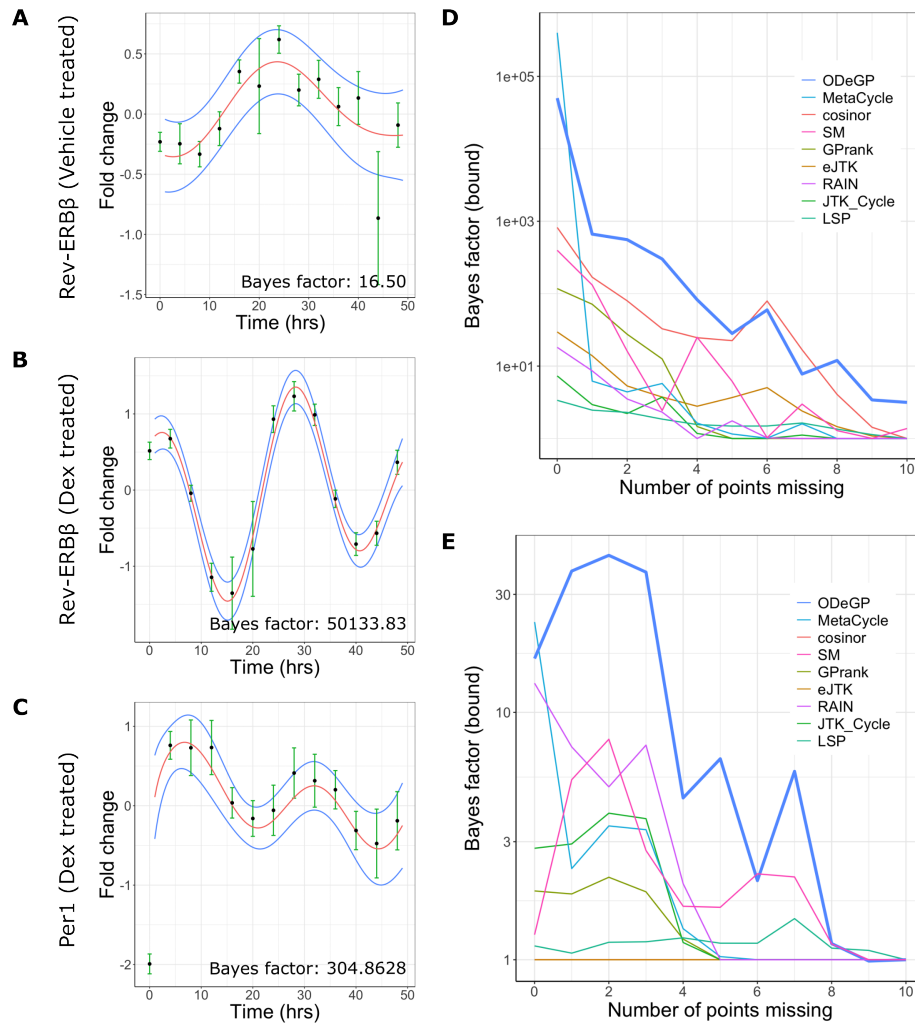 A
Rev-ERBβ (Vehicle treated)
Fold change
0.5
0.0
-0.5
-1.0
-1.5
Bayes factor: 16.50
0 10 20 30 40 50
Time (hrs)
B
Rev-ERBβ (Dex treated)
Fold change
1
0
-1
Bayes factor: 50133.83
0 10 20 30 40 50
Time (hrs)
C
Per1 (Dex treated)
Fold change
1
0
-1
-2
Bayes factor: 304.8628
0 10 20 30 40 50
Time (hrs)
D
Bayes factor (bound)
1e+05
1e+03
1e+01
ODeGP
MetaCycle
cosinor
SM
GPrank
eJTK
RAIN
JTK_Cycle
LSP
0 2 4 6 8 10
Number of points missing
E
Bayes factor (bound)
30
10
3
1
ODeGP
MetaCycle
cosinor
SM
GPrank
eJTK
RAIN
JTK_Cycle
LSP
0 2 4 6 8 10
Number of points missing